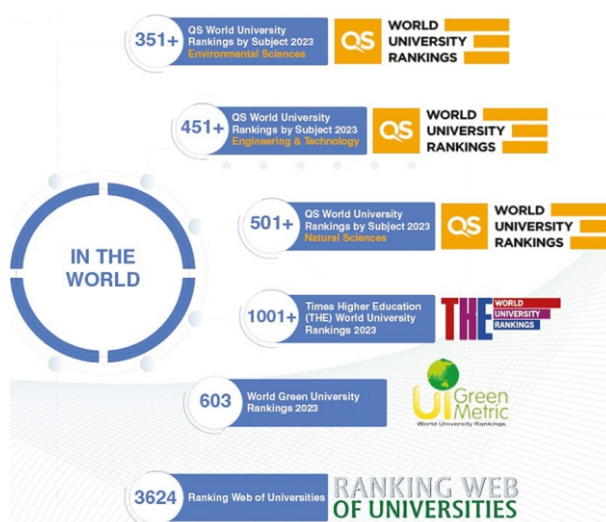 351+
QS World University
Rankings by Subject 2023
Environmental Sciences
QS
WORLD
UNIVERSITY
RANKINGS
451+
QS World University
Rankings by Subject 2023
Engineering & Technology
QS
WORLD
UNIVERSITY
RANKINGS
501+
QS World University
Rankings by Subject 2023
Natural Sciences
QS
WORLD
UNIVERSITY
RANKINGS
IN THE
WORLD
1001+
Times Higher Education
(THE) World University
Rankings 2023
THE
WORLD
UNIVERSITY
RANKINGS
603
World Green University
Rankings 2023
UI
Green
Metric
World University Rankings
3624
Ranking Web of Universities
RANKING WEB
OF UNIVERSITIES